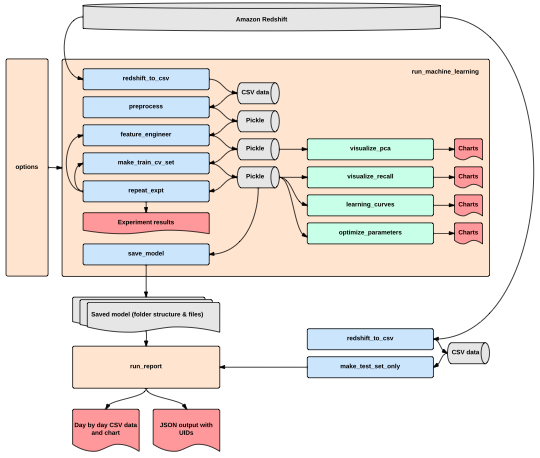 Amazon Redshift
options
run_machine_learning
redshift_to_csv
CSV data
preprocess
Pickle
feature_engineer
Pickle
visualize_pca
Charts
make_train_cv_set
Pickle
visualize_recall
Charts
repeat_expt
learning_curves
Charts
Experiment results
optimize_parameters
Charts
save_model
Saved model (folder structure & files)
redshift_to_csv
CSV data
run_report
make_test_set_only
Day by day CSV data
and chart
JSON output with
UIDs